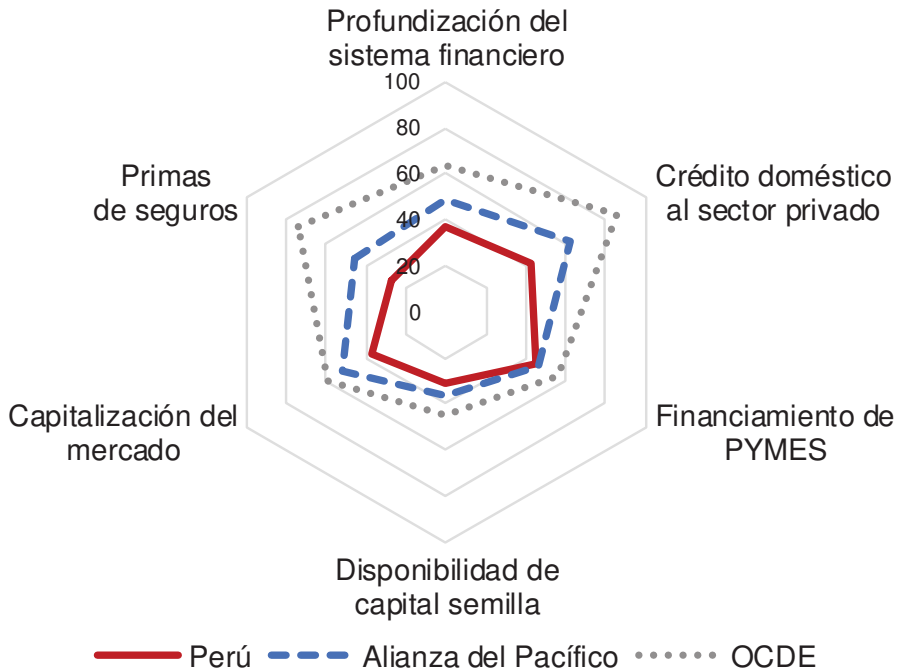 Profundización del
sistema financiero
100
80
60
40
20
0
Crédito doméstico
al sector privado
Financiamiento de
PYMES
Disponibilidad de
capital semilla
Capitalización del
mercado
Primas
de seguros
Perú
Alianza del Pacífico
OCDE